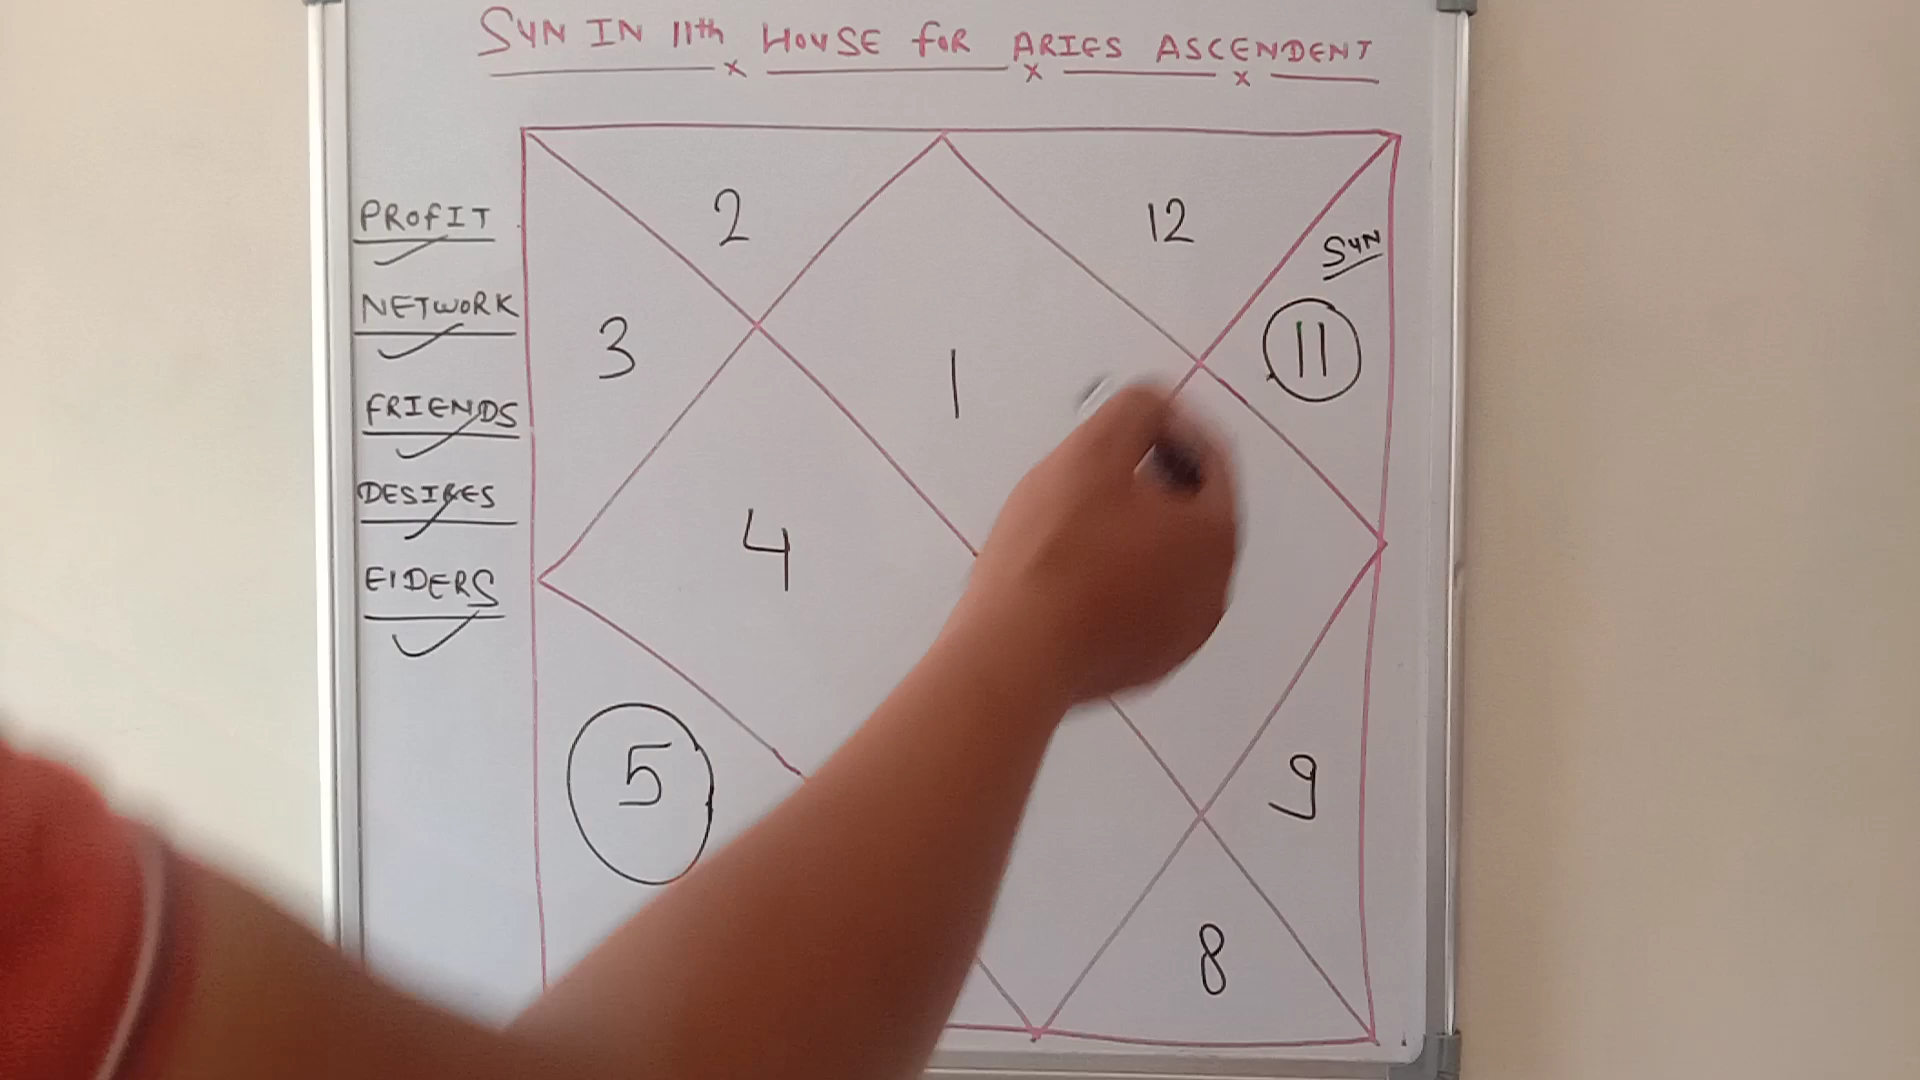 SUN IN 11th HOUSE FOR ARIES ASCENDENT
2
12
PROFIT
SUN
NETWORK
3
1
11
FRIENDS
DESIRES
4
EIDERS
5
9
8